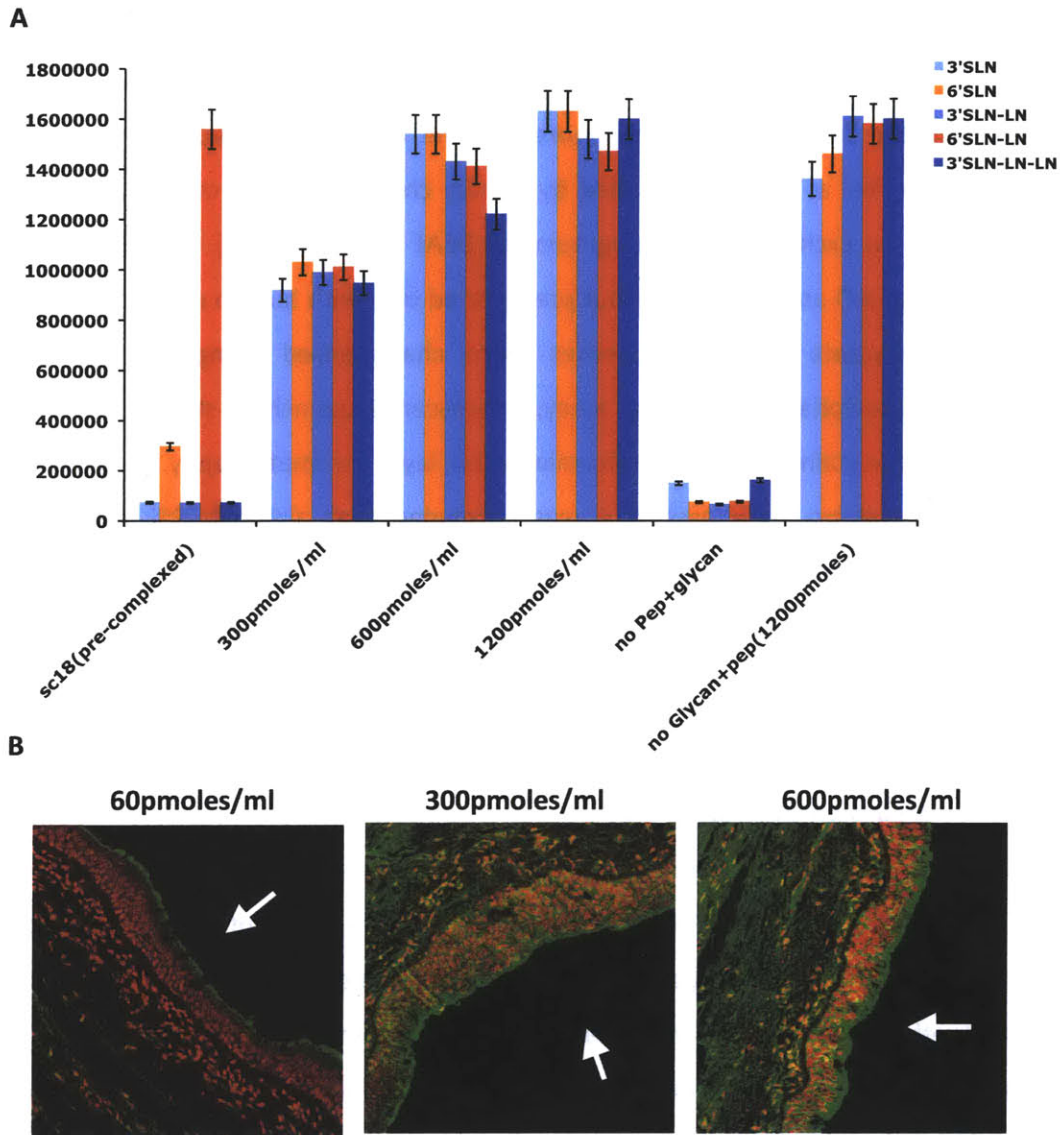 A
1800000
1600000
1400000
1200000
1000000
800000
600000
400000
200000
0
3'SLN
6'SLN
3'SLN-LN
6'SLN-LN
3'SLN-LN-LN
sc18(pre-complexed)
300pmoles/ml
600pmoles/ml
1200pmoles/ml
no Pep+glycan
no Glycan+pep(1200pmoles)
B
60pmoles/ml
300pmoles/ml
600pmoles/ml